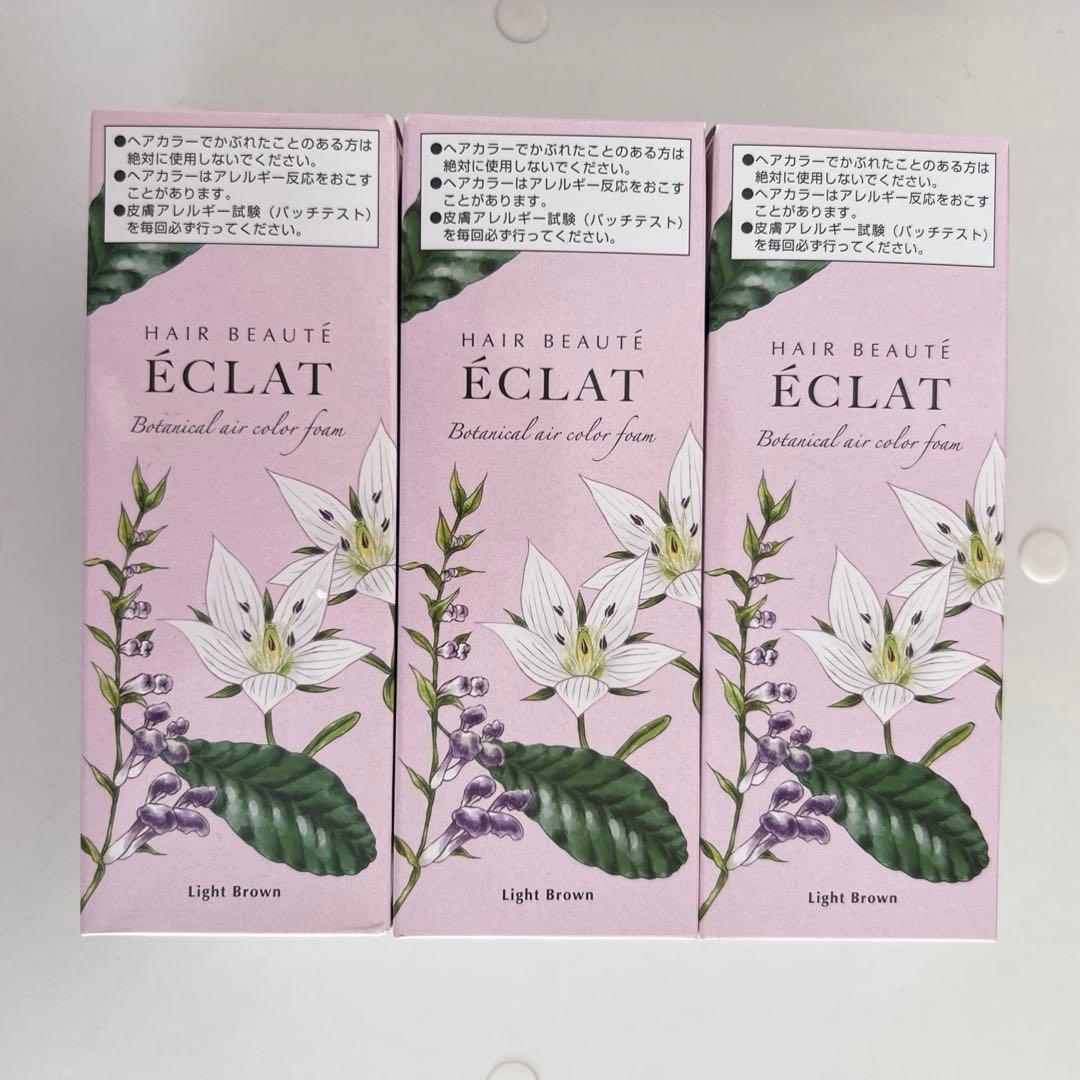 ●ヘアカラーでかぶれたことのある方は
絶対に使用しないでください。
●ヘアカラーはアレルギー反応をおこす
ことがあります。
●皮膚アレルギー試験（パッチテスト）
を毎回必ず行ってください。
HAIR BEAUTÉ
ÉCLAT
Botanical air color foam
Light Brown
●ヘアカラーでかぶれたことのある方は
絶対に使用しないでください。
●ヘアカラーはアレルギー反応をおこす
ことがあります。
●皮膚アレルギー試験（パッチテスト）
を毎回必ず行ってください。
HAIR BEAUTÉ
ÉCLAT
Botanical air color foam
Light Brown
●ヘアカラーでかぶれたことのある方は
絶対に使用しないでください。
●ヘアカラーはアレルギー反応をおこす
ことがあります。
●皮膚アレルギー試験（パッチテスト）
を毎回必ず行ってください。
HAIR BEAUTÉ
ÉCLAT
Botanical air color foam
Light Brown